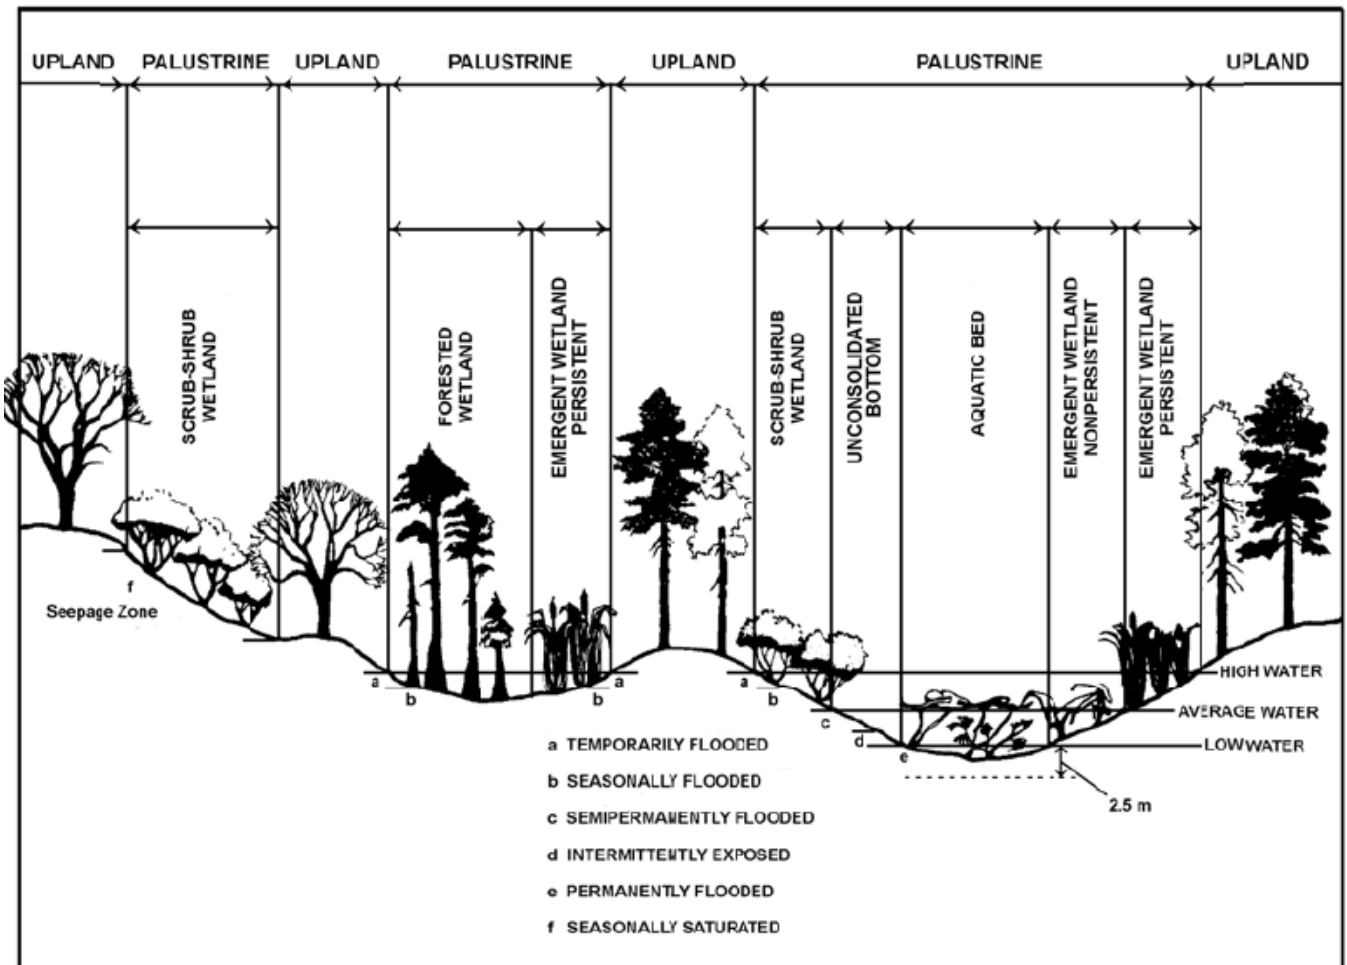 UPLAND PALUSTRINE UPLAND PALUSTRINE UPLAND PALUSTRINE UPLAND
SCRUB-SHRUB
WETLAND
FORESTED
WETLAND
EMERGENT WETLAND
PERSISTENT
SCRUB-SHRUB
WETLAND
UNCONSOLIDATED
BOTTOM
AQUATIC BED
EMERGENT WETLAND
NONPERSISTENT
EMERGENT WETLAND
PERSISTENT
f
Seepage Zone
a b b a a b c d e
HIGH WATER
AVERAGE WATER
LOW WATER
2.5 m
a TEMPORARILY FLOODED
b SEASONALLY FLOODED
c SEMIPERMANENTLY FLOODED
d INTERMITTENTLY EXPOSED
e PERMANENTLY FLOODED
f SEASONALLY SATURATED